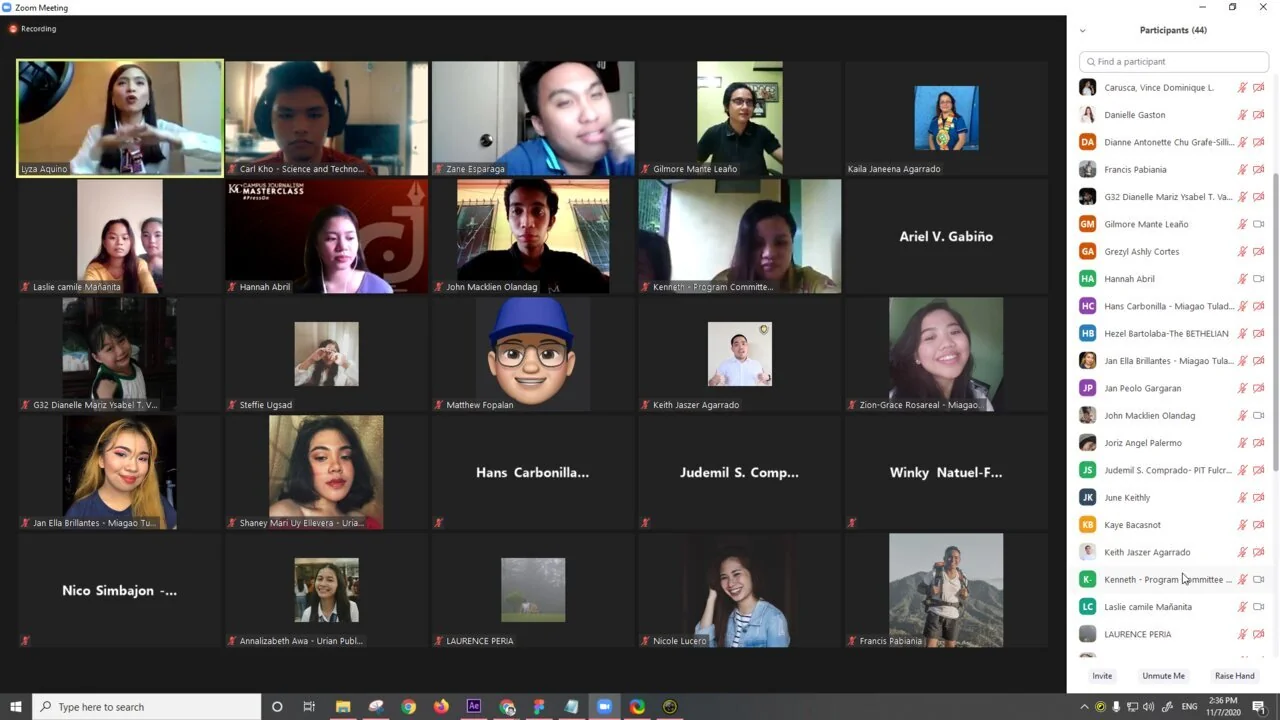 Zoom Meeting
Recording
Lyza Aquino
Carl Kho - Science and Techno...
Zane Esparaga
Gilmore Mante Leaño
Kaila Janeena Agarrado
CAMPUS JOURNALISM
MASTERCLASS
#PressOn
Ariel V. Gabiño
Laslie camile Mañanita
Hannah Abril
John Macklien Olandag
Kenneth - Program Committe...
G32 Dianelle Mariz Ysabel T. V...
Steffie Ugsad
Matthew Fopalan
Keith Jaszer Agarrado
Zion-Grace Rosareal - Miagao...
Hans Carbonilla...
Judemil S. Comp...
Winky Natuel-F...
Jan Ella Brillantes - Miagao Tu...
Shaney Mari Uy Ellevera - Uria...
Nico Simbajon -...
Annalizabeth Awa - Urian Publ...
LAURENCE PERIA
Nicole Lucero
Francis Pabiania
Participants (44)
Find a participant
Carusca, Vince Dominique L.
Danielle Gaston
DA Dianne Antonette Chu Grafe-Silli...
Francis Pabiania
G32 Dianelle Mariz Ysabel T. Va...
GM Gilmore Mante Leaño
GA Grezyl Ashly Cortes
HA Hannah Abril
HC Hans Carbonilla - Miagao Tulad...
HB Hezel Bartolaba-The BETHELIAN
Jan Ella Brillantes - Miagao Tula...
JP Jan Peolo Gargaran
John Macklien Olandag
Joriz Angel Palermo
JS Judemil S. Comprado- PIT Fulcr...
JK June Keithly
KB Kaye Bacasnot
Keith Jaszer Agarrado
K- Kenneth - Program Committee ...
LC Laslie camile Mañanita
LAURENCE PERIA
Invite Unmute Me Raise Hand
Type here to search
Ae
ENG
2:36 PM
11/7/2020
1